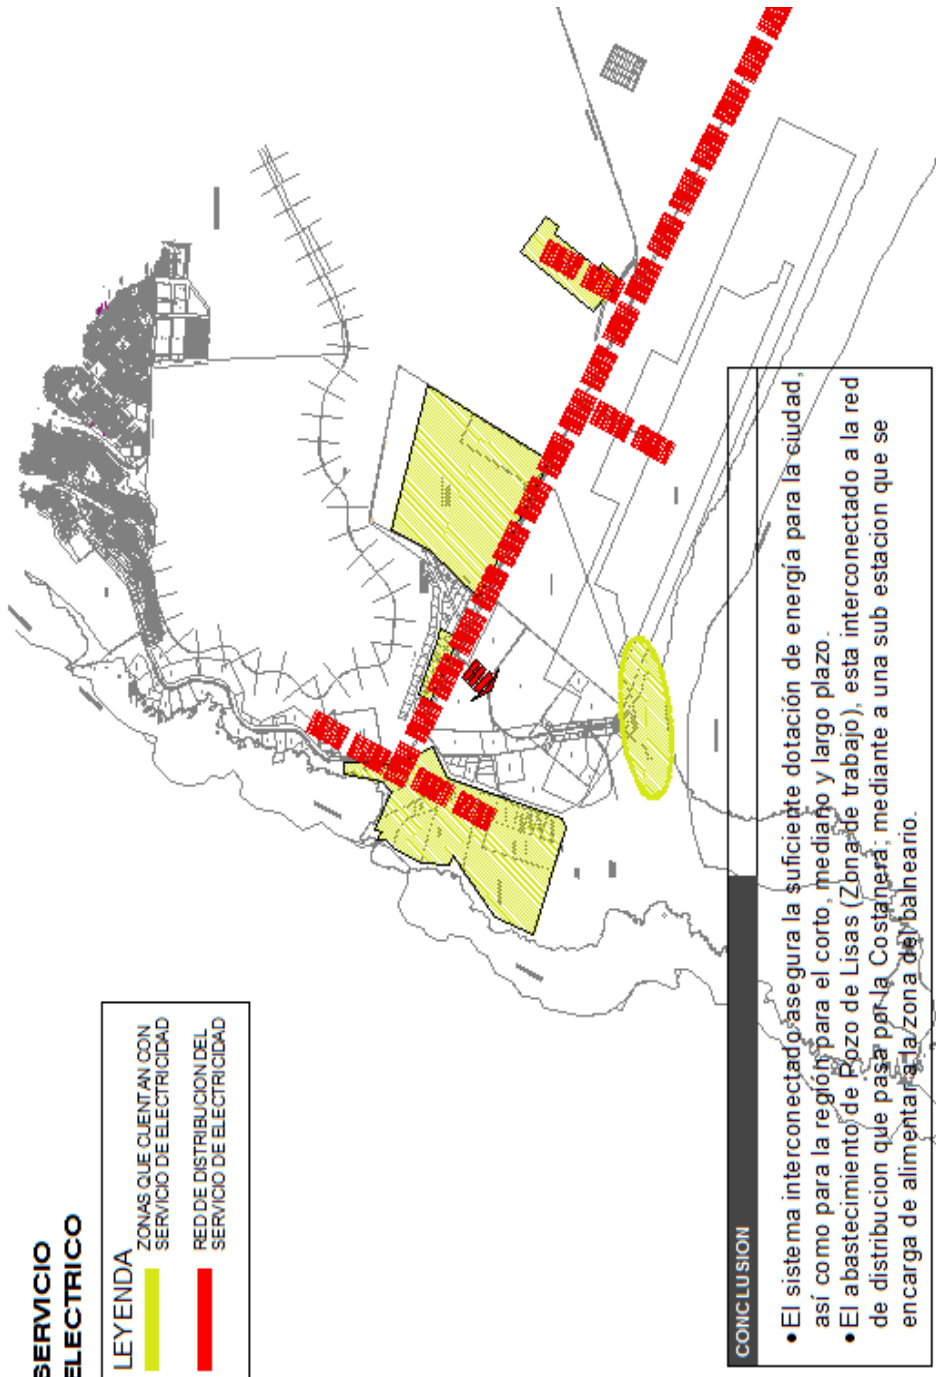 SERVICIO
ELECTRICO
LEYENDA
ZONAS QUE CUENTAN CON
SERVICIO DE ELECTRICIDAD
RED DE DISTRIBUCION DEL
SERVICIO DE ELECTRICIDAD
CONCLUSION
• El sistema interconectado asegura la suficiente dotación de energía para la ciudad,
así como para la región para el corto, mediano y largo plazo.
• El abastecimiento de Pozo de Lisas (Zona de trabajo), esta interconectado a la red
de distribucion que pasa por la Costanera; mediante a una sub estacion que se
encarga de alimentar a la zona del balneario.